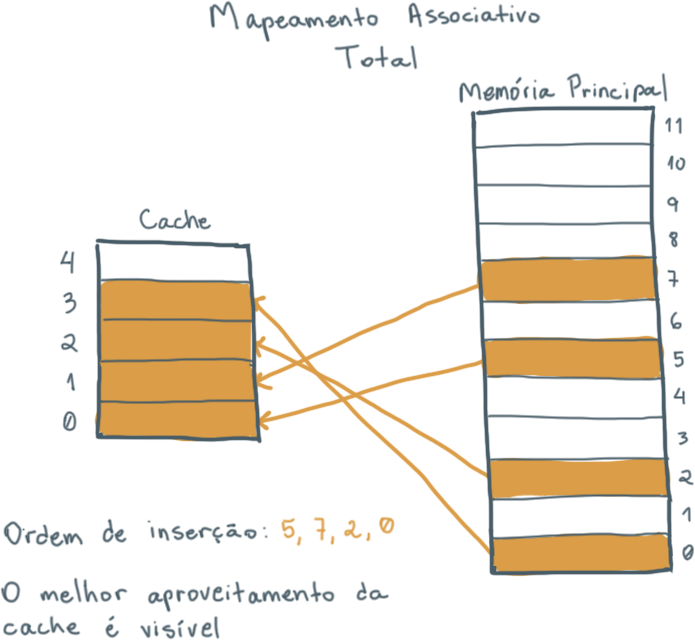 Mapeamento Associativo
Total
Memória Principal
11
10
9
8
7
6
5
4
3
2
1
0
Cache
4
3
2
1
0
Ordem de inserção: 5, 7, 2, 0
O melhor aproveitamento da
cache é visível